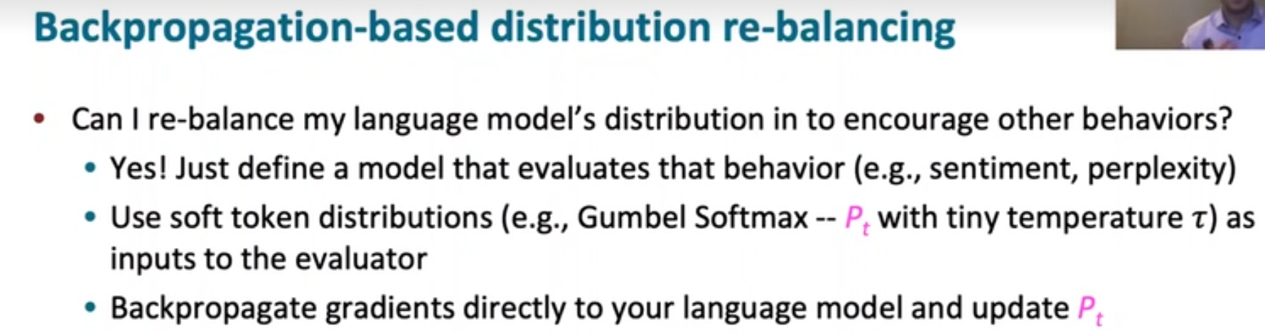 Backpropagation-based distribution re-balancing
• Can I re-balance my language model's distribution in to encourage other behaviors?
• Yes! Just define a model that evaluates that behavior (e.g., sentiment, perplexity)
• Use soft token distributions (e.g., Gumbel Softmax -- Pₜ with tiny temperature τ) as
inputs to the evaluator
• Backpropagate gradients directly to your language model and update Pₜ